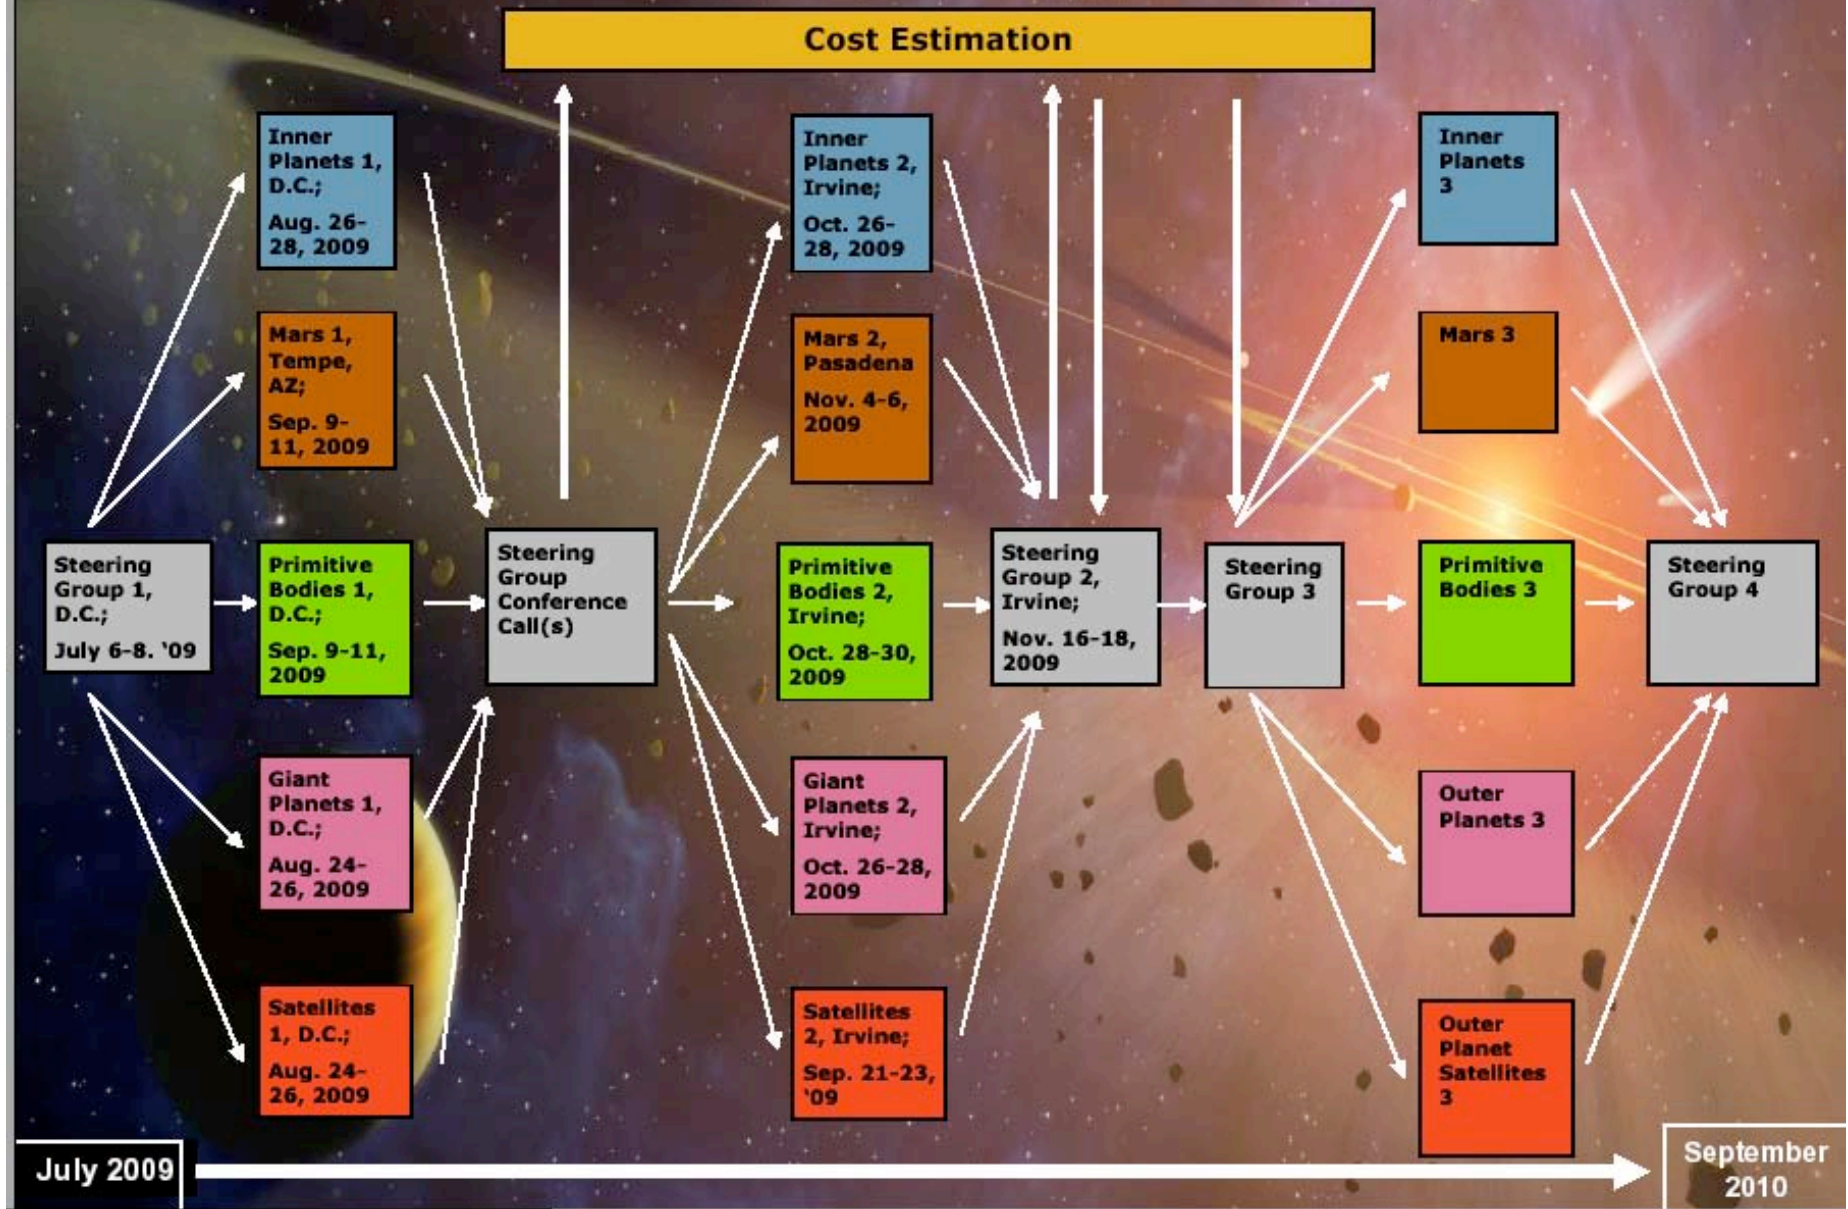 Cost Estimation
Inner
Planets 1,
D.C.;
Aug. 26-
28, 2009
Mars 1,
Tempe,
AZ;
Sep. 9-
11, 2009
Steering
Group 1,
D.C.;
July 6-8. ‘09
Primitive
Bodies 1,
D.C.;
Sep. 9-11,
2009
Giant
Planets 1,
D.C.;
Aug. 24-
26, 2009
Satellites
1, D.C.;
Aug. 24-
26, 2009
Steering
Group
Conference
Call(s)
Inner
Planets 2,
Irvine;
Oct. 26-
28, 2009
Mars 2,
Pasadena
Nov. 4-6,
2009
Primitive
Bodies 2,
Irvine;
Oct. 28-30,
2009
Giant
Planets 2,
Irvine;
Oct. 26-28,
2009
Satellites
2, Irvine;
Sep. 21-23,
‘09
Steering
Group 2,
Irvine;
Nov. 16-18,
2009
Steering
Group 3
Inner
Planets
3
Mars 3
Primitive
Bodies 3
Outer
Planets 3
Outer
Planet
Satellites
3
Steering
Group 4
July 2009
September
2010